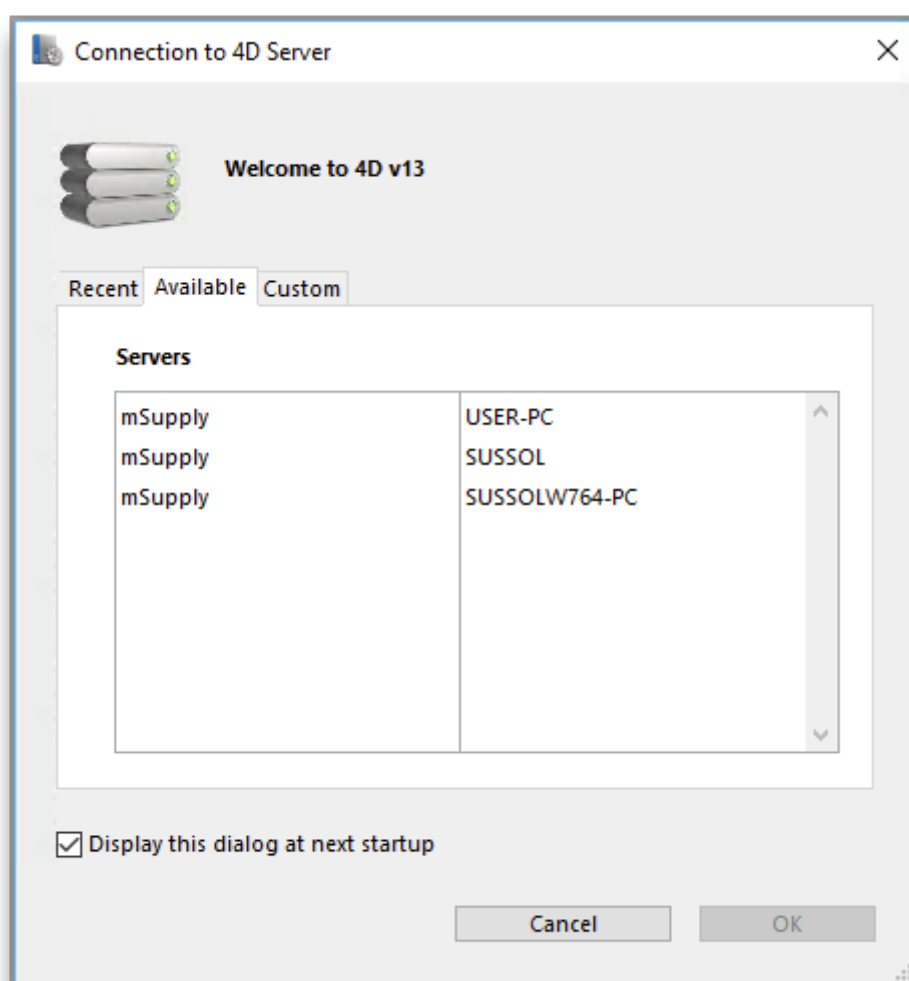 Connection to 4D Server
Welcome to 4D v13
Recent Available Custom
Servers
mSupply USER-PC
mSupply SUSSOL
mSupply SUSSOLW764-PC
Display this dialog at next startup
Cancel OK